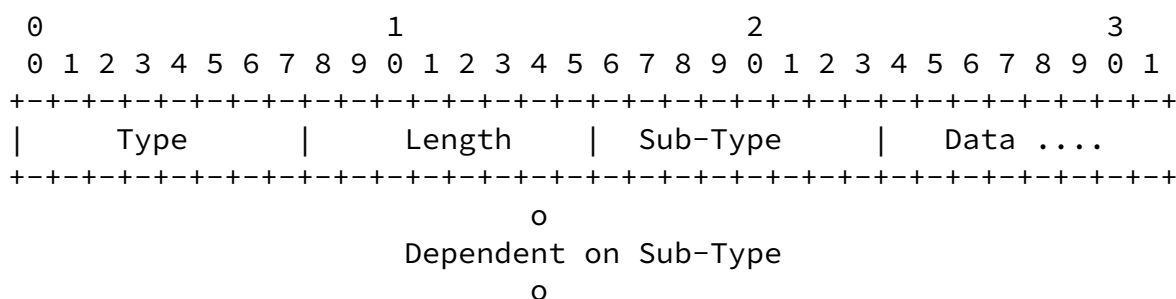 0                   1                   2                   3
 0 1 2 3 4 5 6 7 8 9 0 1 2 3 4 5 6 7 8 9 0 1 2 3 4 5 6 7 8 9 0 1
+-+-+-+-+-+-+-+-+-+-+-+-+-+-+-+-+-+-+-+-+-+-+-+-+-+-+-+-+-+-+-+-+
|     Type      |     Length    |  Sub-Type     |   Data ....
+-+-+-+-+-+-+-+-+-+-+-+-+-+-+-+-+-+-+-+-+-+-+-+-+-+-+-+-+-+-+-+-+
                             o
                      Dependent on Sub-Type
                             o